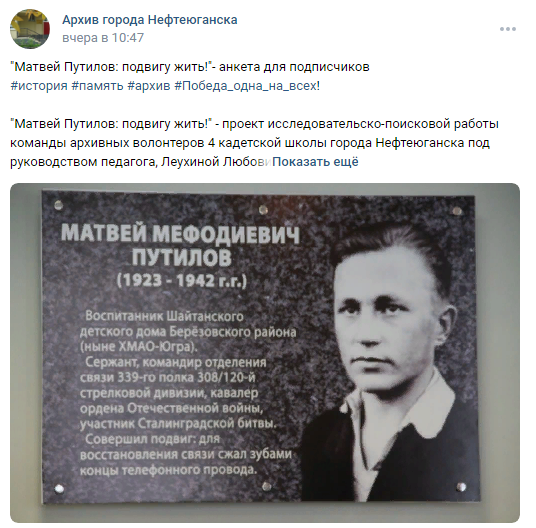 Архив города Нефтеюганска
вчера в 10:47
"Матвей Путилов: подвигу жить!"- анкета для подписчиков
#история #память #архив #Победа_одна_на_всех!
"Матвей Путилов: подвигу жить!" - проект исследовательско-поисковой работы
команды архивных волонтеров 4 кадетской школы города Нефтеюганска под
руководством педагога, Леухиной Любови Показать ещё
МАТВЕЙ МЕФОДИЕВИЧ
ПУТИЛОВ
(1923 - 1942 г.г.)
Воспитанник Шайтанского
детского дома Берёзовского района
(ныне ХМАО-Югра).
Сержант, командир отделения
связи 339-го полка 308/120-й
стрелковой дивизии, кавалер
ордена Отечественной войны,
участник Сталинградской битвы.
Совершил подвиг: для
восстановления связи сжал зубами
концы телефонного провода.